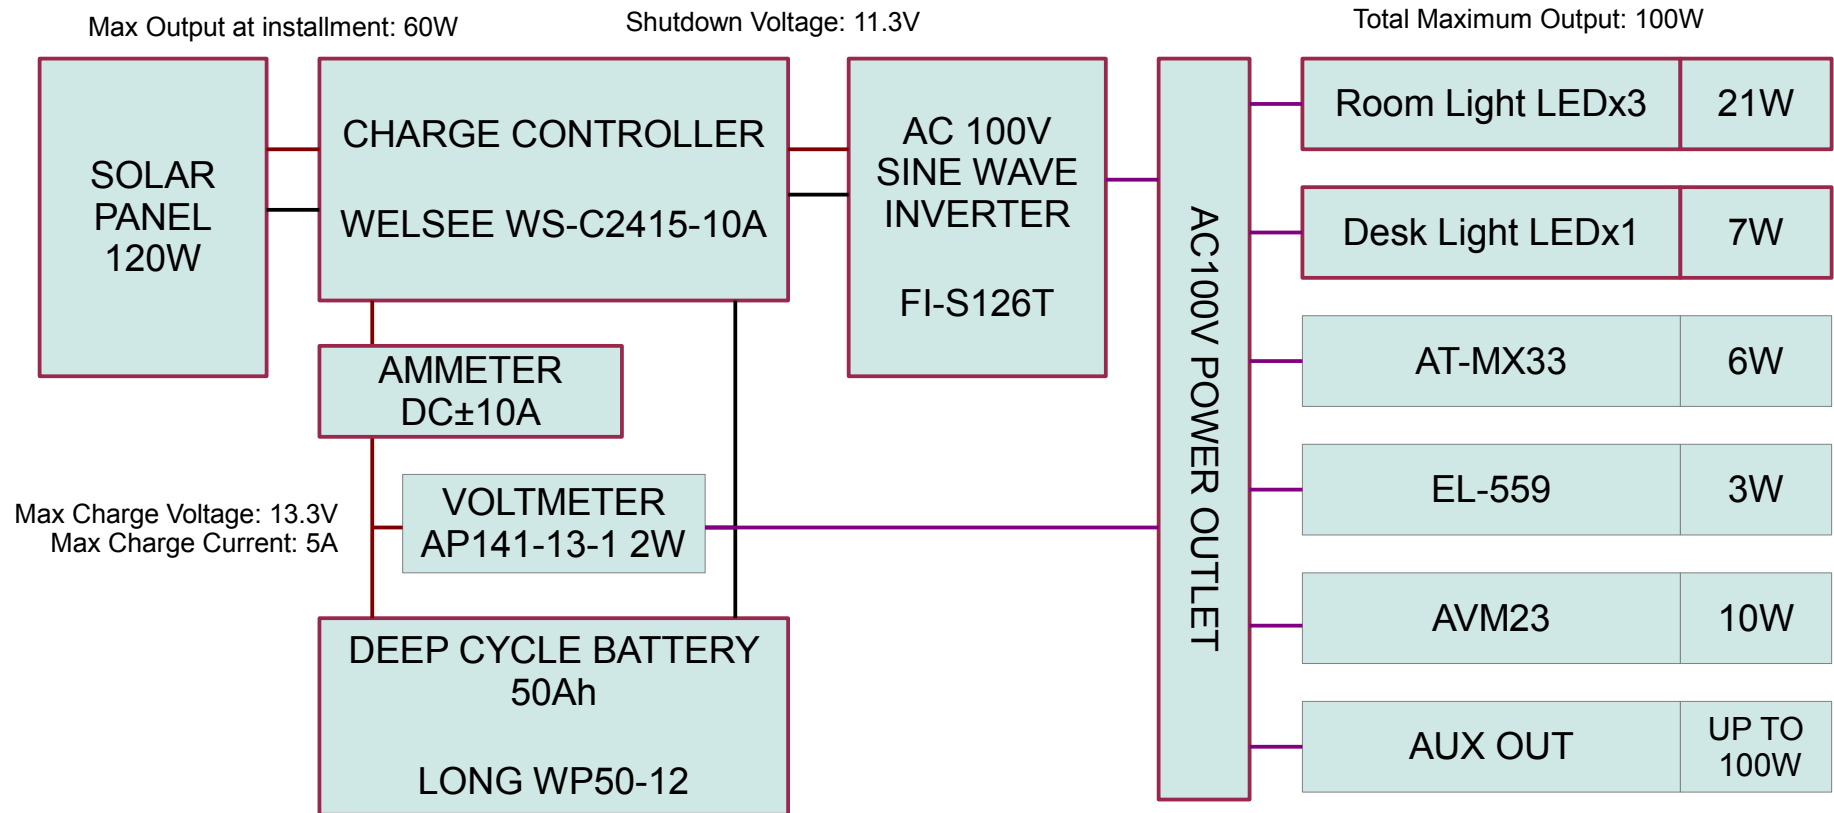 Max Output at installment: 60W
Shutdown Voltage: 11.3V
Total Maximum Output: 100W
SOLAR
PANEL
120W
CHARGE CONTROLLER
WELSEE WS-C2415-10A
AC 100V
SINE WAVE
INVERTER
FI-S126T
AC100V POWER OUTLET
Room Light LEDx3
21W
Desk Light LEDx1
7W
AT-MX33
6W
EL-559
3W
AVM23
10W
AUX OUT
UP TO
100W
AMMETER
DC±10A
Max Charge Voltage: 13.3V
Max Charge Current: 5A
VOLTMETER
AP141-13-1 2W
DEEP CYCLE BATTERY
50Ah
LONG WP50-12